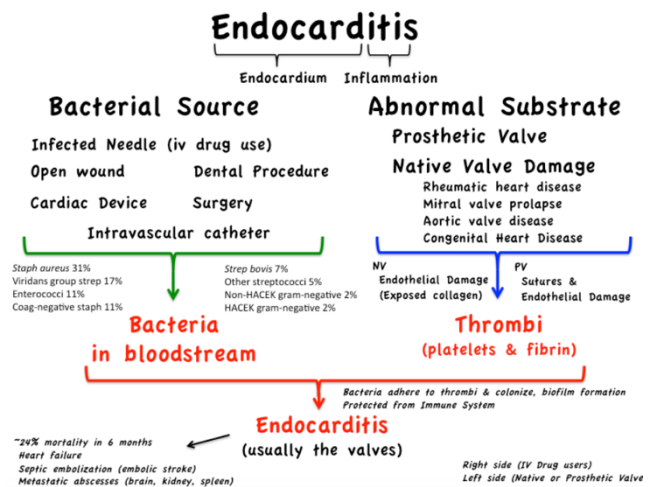 Endocarditis
Endocardium Inflammation
Bacterial Source
Infected Needle (iv drug use)
Open wound Dental Procedure
Cardiac Device Surgery
Intravascular catheter
Staph aureus 31%
Viridans group strep 17%
Enterococci 11%
Coag-negative staph 11%
Strep bovis 7%
Other streptococci 5%
Non-HACEK gram-negative 2%
HACEK gram-negative 2%
Bacteria
in bloodstream
Abnormal Substrate
Prosthetic Valve
Native Valve Damage
Rheumatic heart disease
Mitral valve prolapse
Aortic valve disease
Congenital Heart Disease
NV
Endothelial Damage
(Exposed collagen)
PV
Sutures &
Endothelial Damage
Thrombi
(platelets & fibrin)
Bacteria adhere to thrombi & colonize, biofilm formation
Protected from Immune System
Endocarditis
(usually the valves)
~24% mortality in 6 months
Heart failure
Septic embolization (embolic stroke)
Metastatic abscesses (brain, kidney, spleen)
Right side (IV Drug users)
Left side (Native or Prosthetic Valve